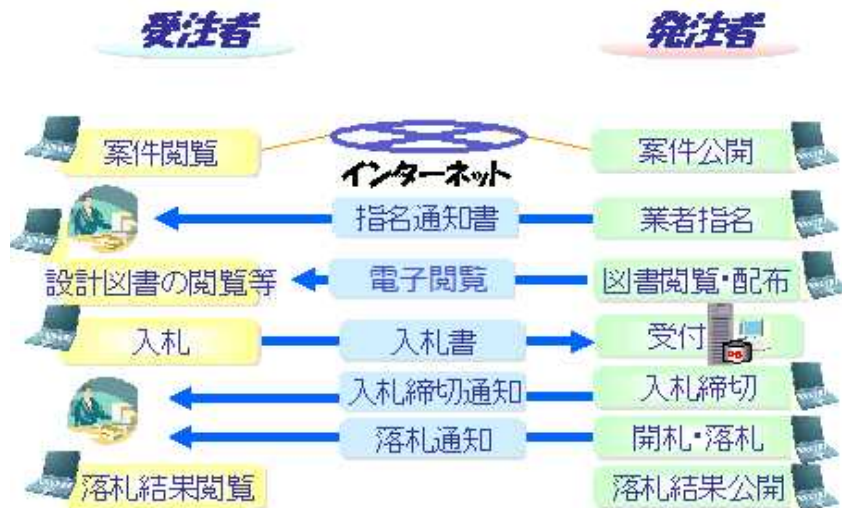 受注者
発注者
案件閲覧
インターネット
案件公開
指名通知書
業者指名
設計図書の閲覧等
電子閲覧
図書閲覧・配布
入札
入札書
受付
入札締切通知
入札締切
落札通知
開札・落札
落札結果閲覧
落札結果公開